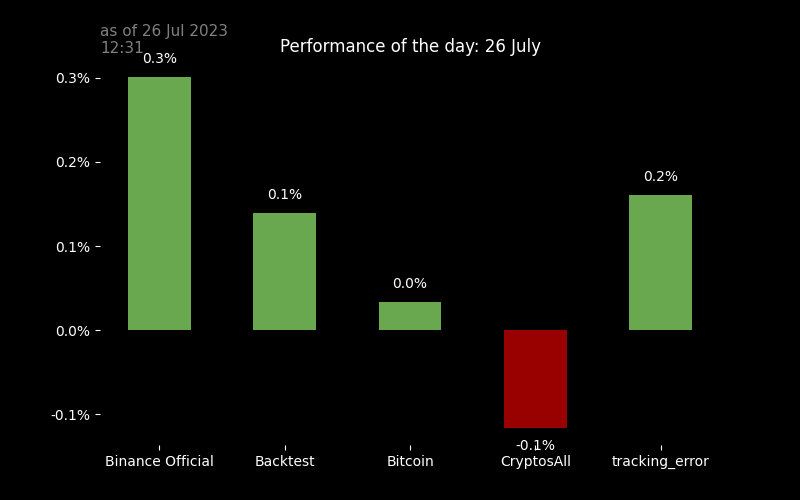 as of 26 Jul 2023
12:31
Performance of the day: 26 July
0.3%
0.1%
0.0%
-0.1%
0.2%
0.3%
0.2%
0.1%
0.0%
-0.1%
Binance Official
Backtest
Bitcoin
CryptosAll
tracking_error